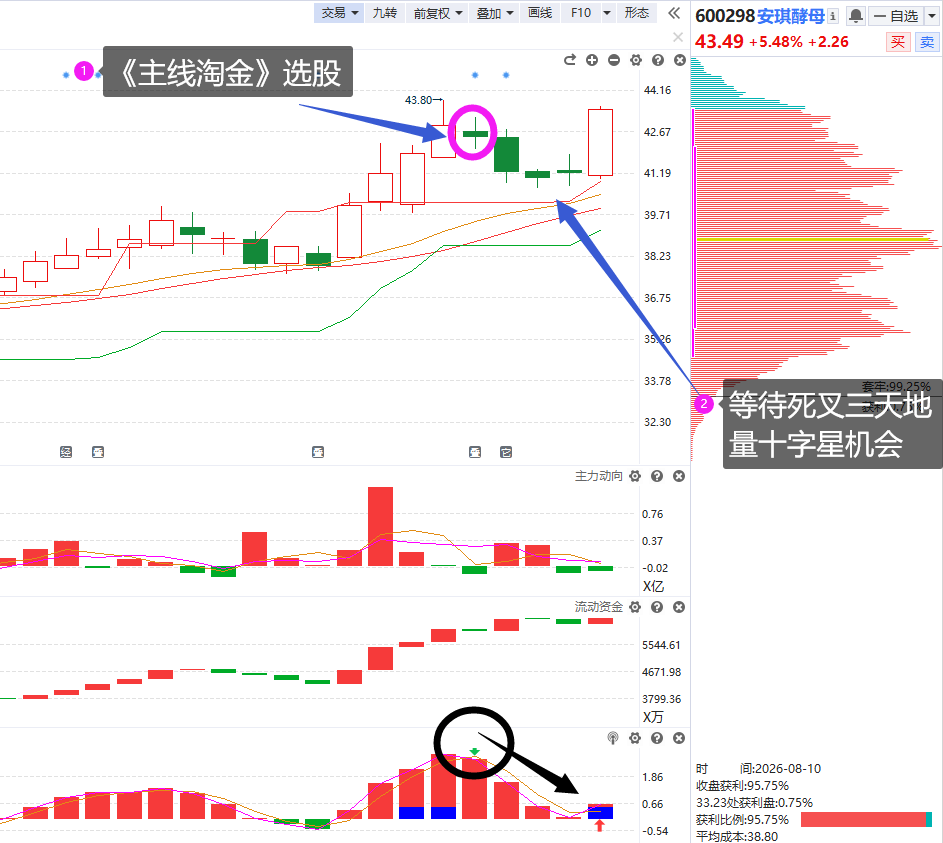 交易 九转 前复权 叠加 画线 F10 形态
600298 安琪酵母 自选
43.49 +5.48% +2.26 买 卖
1 《主线淘金》选股
43.80
44.16
42.67
41.19
39.71
38.23
36.75
35.26
33.78
32.30
套牢:99.25%
2 等待死叉三天地
量十字星机会
经 叠 叠 叠 它
主力动向
0.76
0.37
-0.02
X亿
流动资金
5544.61
4671.98
3799.36
X万
1.86
0.66
-0.54
时 间:2026-08-10
收盘获利:95.75%
33.23处获利盘:0.75%
获利比例:95.75%
平均成本:38.80